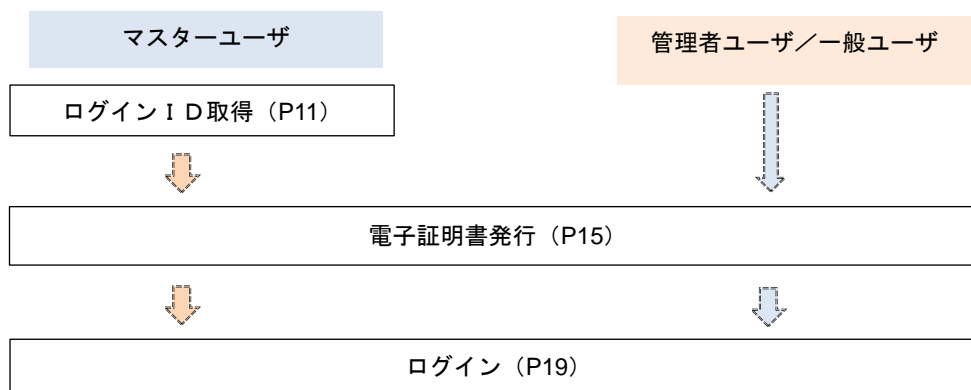 マスターユーザ
管理者ユーザ／一般ユーザ
ログインＩＤ取得（P11）
電子証明書発行（P15）
ログイン（P19）